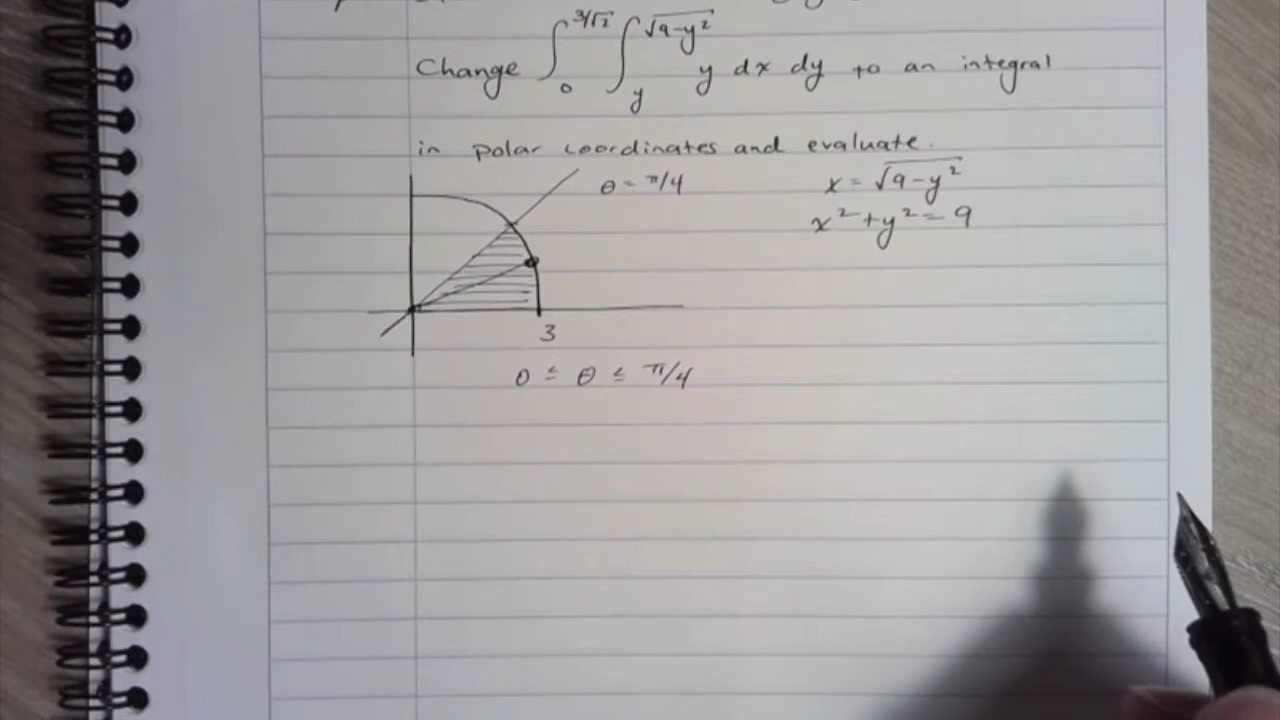 Change ∫₀^{3/√2} ∫_y^{√(9-y²)} y dx dy to an integral
in polar coordinates and evaluate.
θ = π/4
x = √(9-y²)
x² + y² = 9
3
0 ≤ θ ≤ π/4